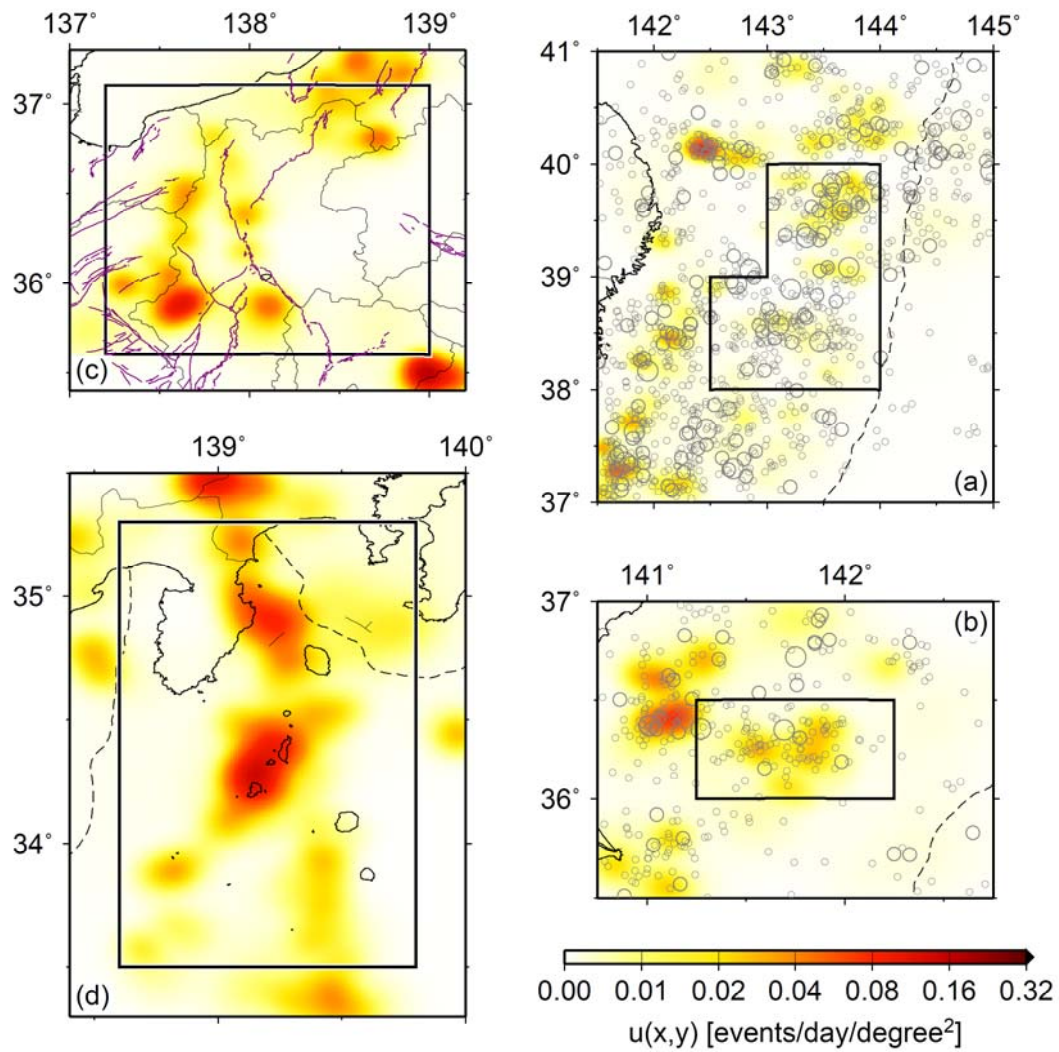 137° 138° 139°
37°
36°
(c)
142° 143° 144° 145°
41°
40°
39°
38°
37°
(a)
139° 140°
35°
34°
(d)
141° 142°
37°
36°
(b)
0.00 0.01 0.02 0.04 0.08 0.16 0.32
u(x,y) [events/day/degree²]